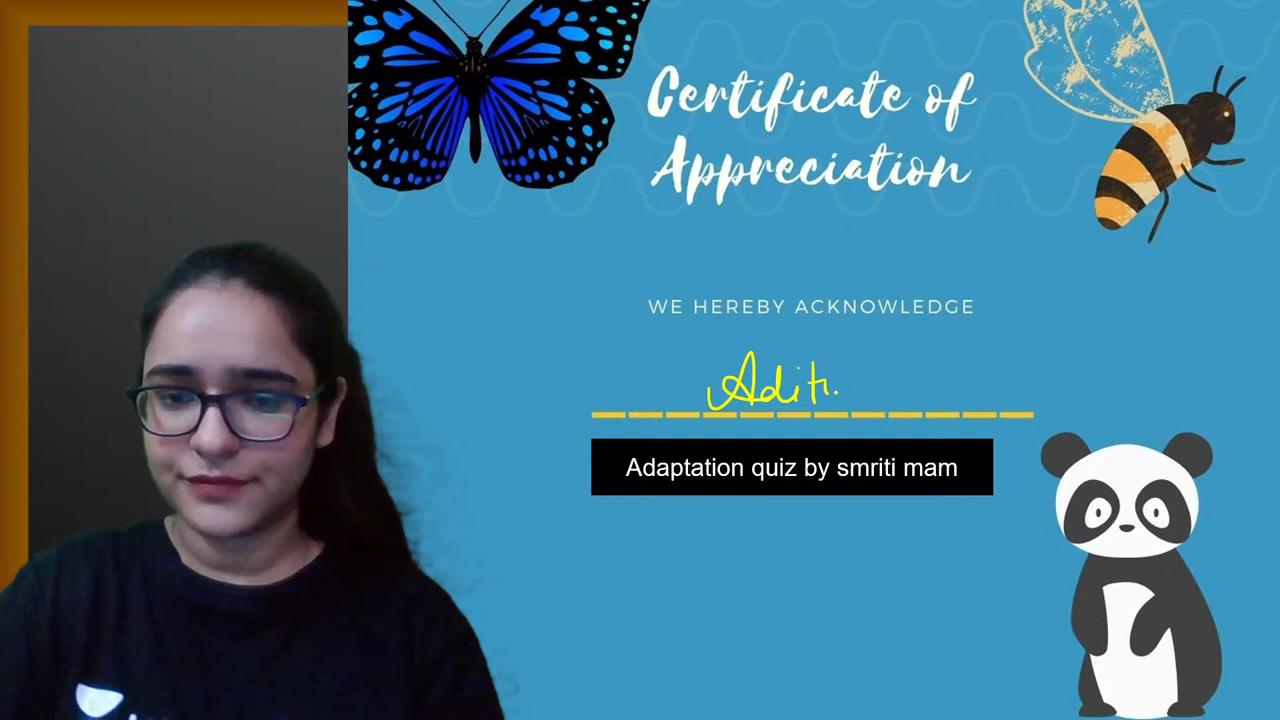 Certificate of
Appreciation
WE HEREBY ACKNOWLEDGE
Aditi.
Adaptation quiz by smriti mam